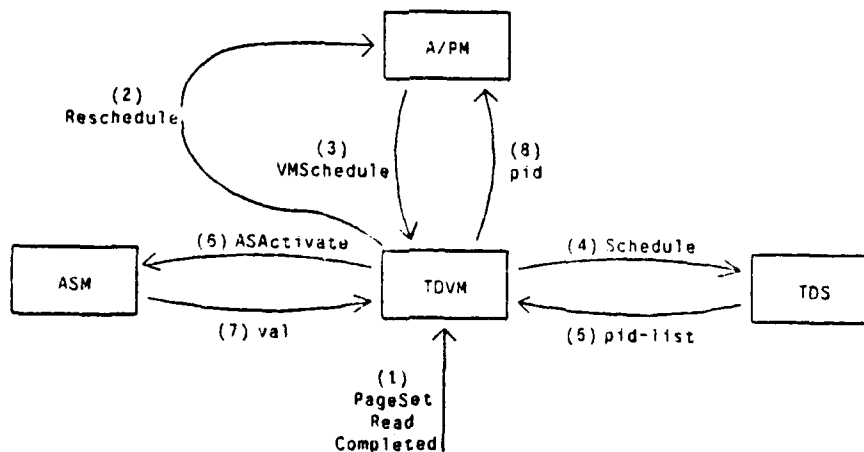 A/PM
(2)
Reschedule
(3)
VMSchedule
(8)
pid
(6) ASActivate
(4) Schedule
ASM
TDVM
TDS
(7) val
(5) pid-list
(1)
PageSet
Read
Completed